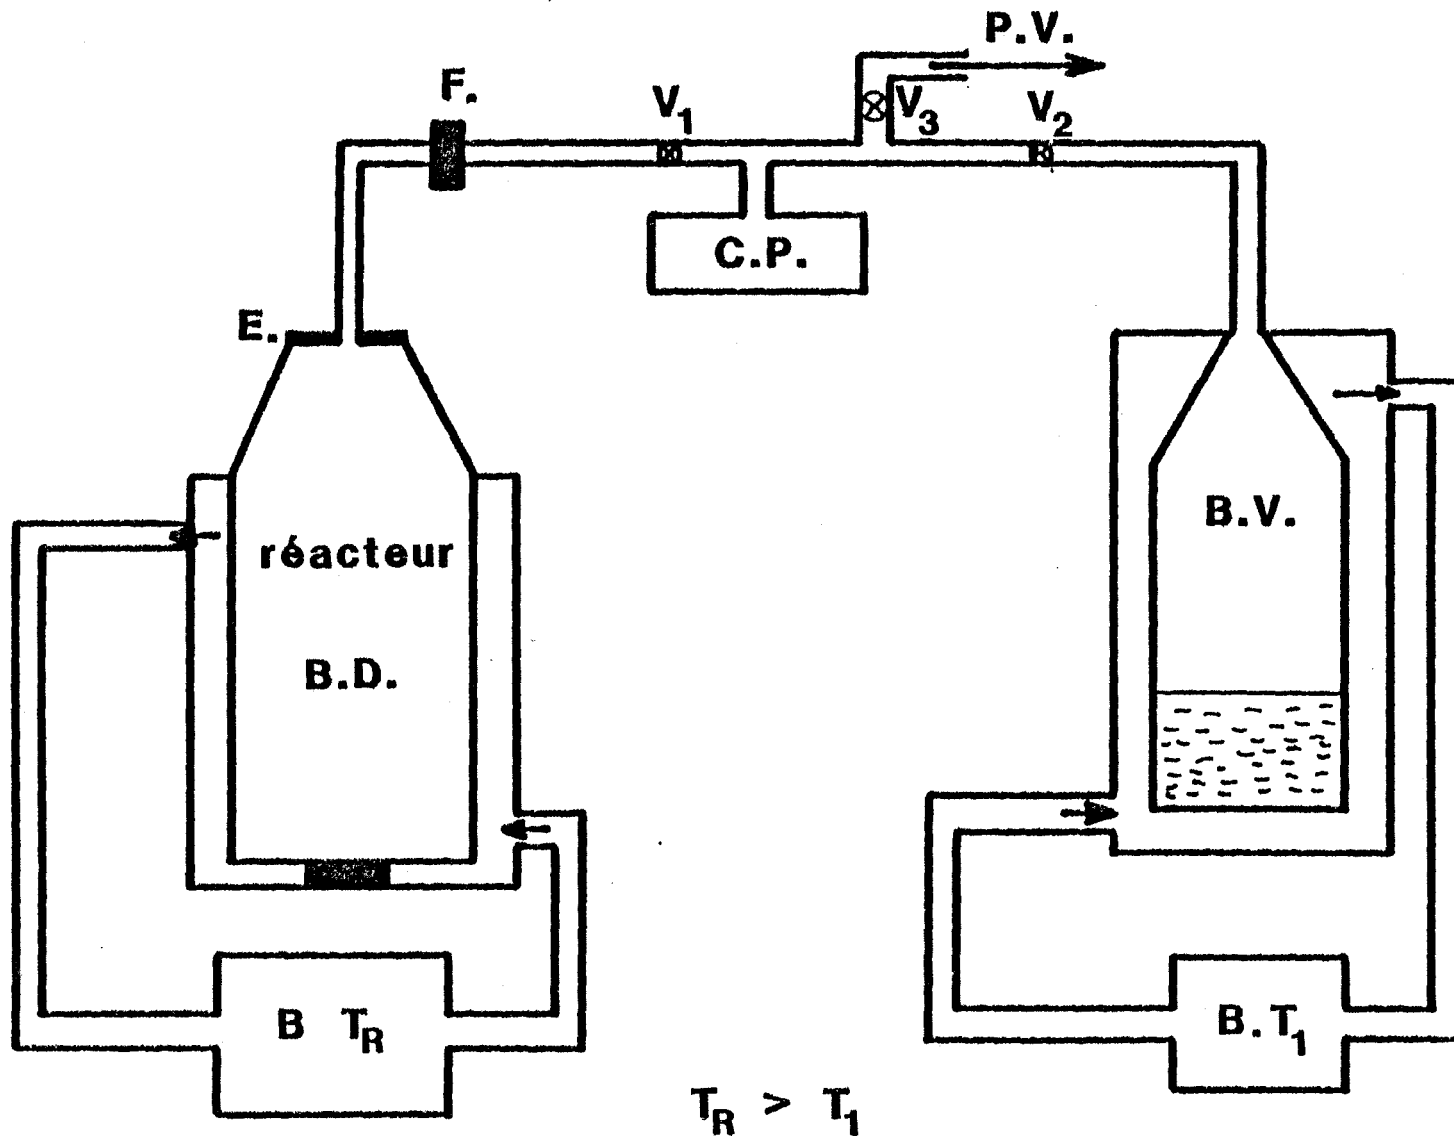 P.V.
F.
V1
V3
V2
C.P.
E.
réacteur
B.D.
B.V.
B TR
B.T1
TR > T1